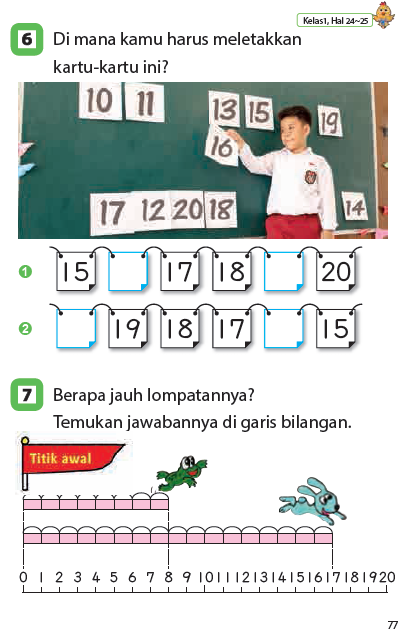 Kelas1, Hal 24~25
6 Di mana kamu harus meletakkan
kartu-kartu ini?
10 11 13 15 19
16
17 12 20 18 14
1 15 17 18 20
2 19 18 17 15
7 Berapa jauh lompatannya?
Temukan jawabannya di garis bilangan.
Titik awal
0 1 2 3 4 5 6 7 8 9 10 11 12 13 14 15 16 17 18 19 20
77